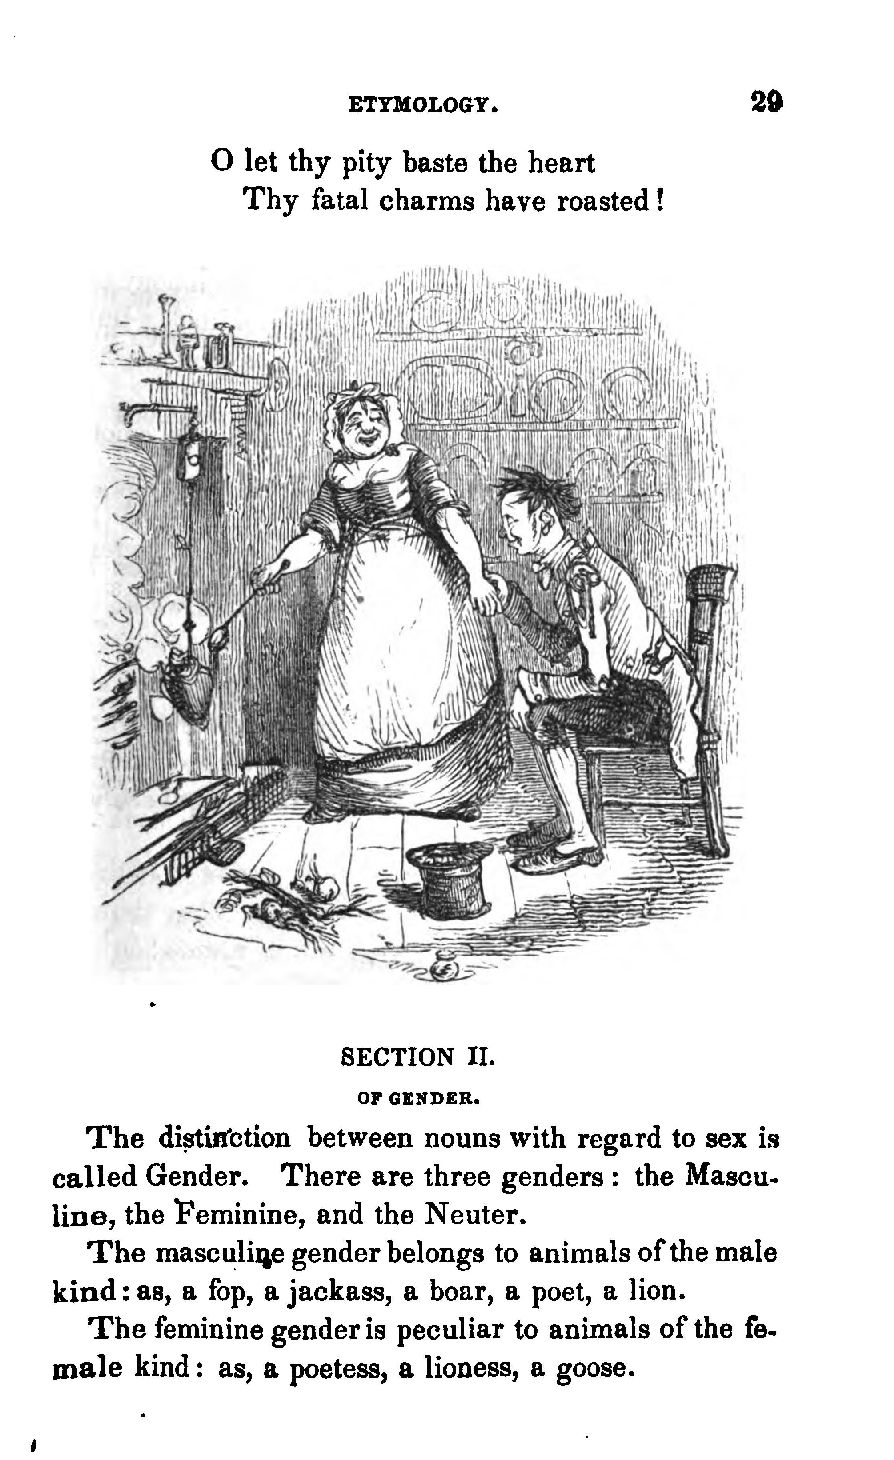 ETYMOLOGY. 29
O let thy pity baste the heart
Thy fatal charms have roasted!
SECTION II.
OF GENDER.
The distinction between nouns with regard to sex is
called Gender. There are three genders: the Mascu-
line, the Feminine, and the Neuter.
The masculine gender belongs to animals of the male
kind: as, a fop, a jackass, a boar, a poet, a lion.
The feminine gender is peculiar to animals of the fe-
male kind: as, a poetess, a lioness, a goose.